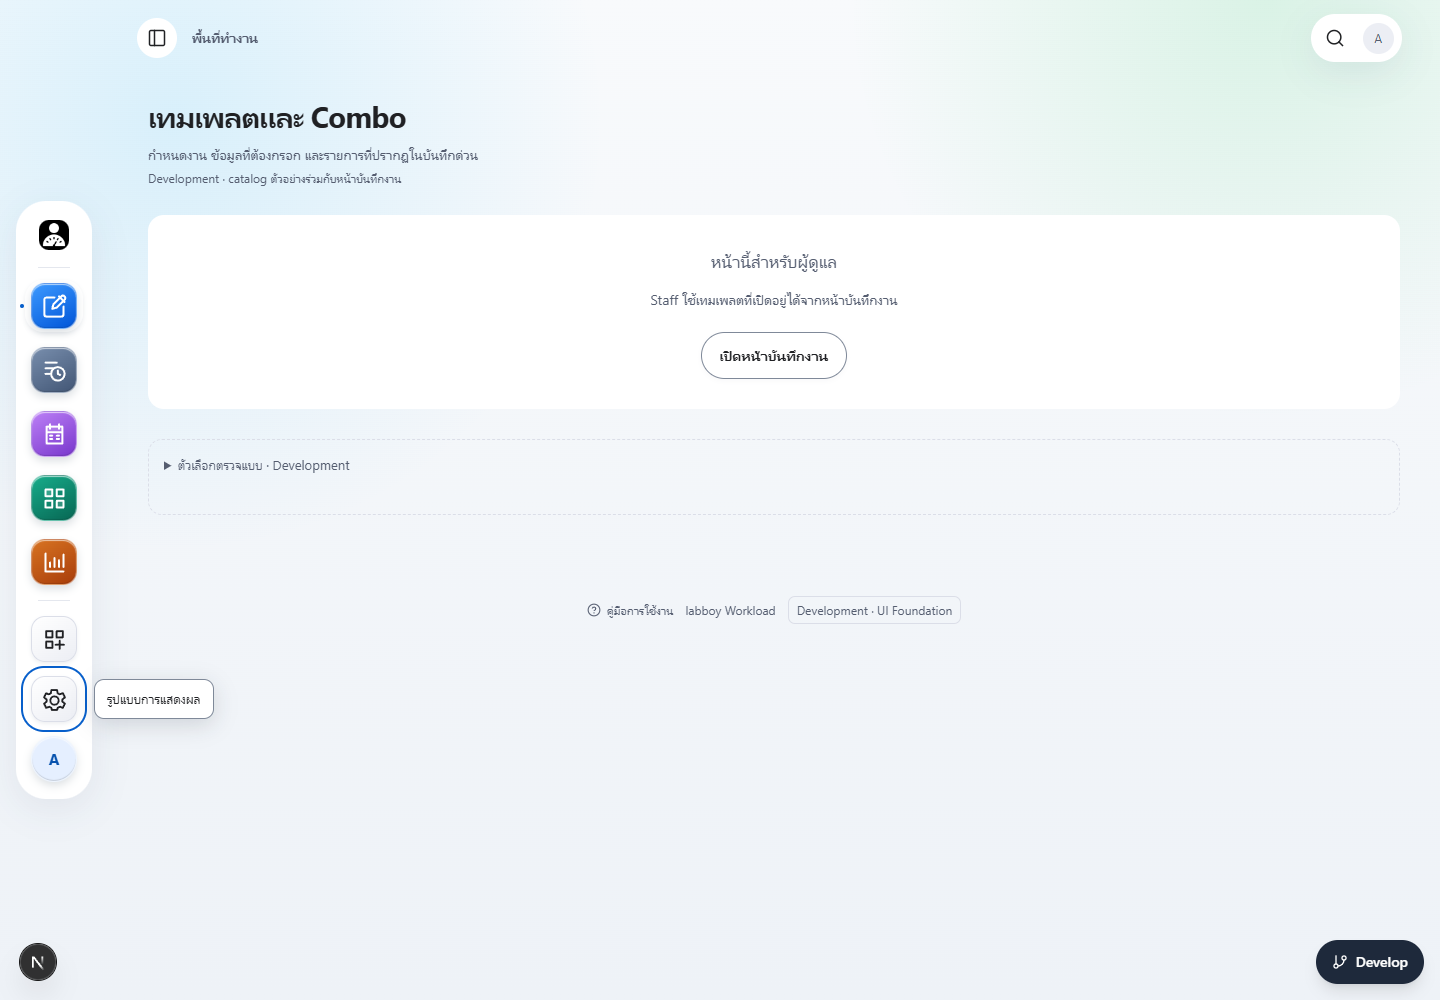 พื้นที่ทำงาน
A
เทมเพลตและ Combo
กำหนดงาน ข้อมูลที่ต้องกรอก และรายการที่ปรากฏในบันทึกด่วน
Development · catalog ตัวอย่างร่วมกับหน้าบันทึกงาน
หน้านี้สำหรับผู้ดูแล
Staff ใช้เทมเพลตที่เปิดอยู่ได้จากหน้าบันทึกงาน
เปิดหน้าบันทึกงาน
ตัวเลือกตรวจแบบ · Development
คู่มือการใช้งาน labboy Workload Development · UI Foundation
รูปแบบการแสดงผล
A
N
Develop